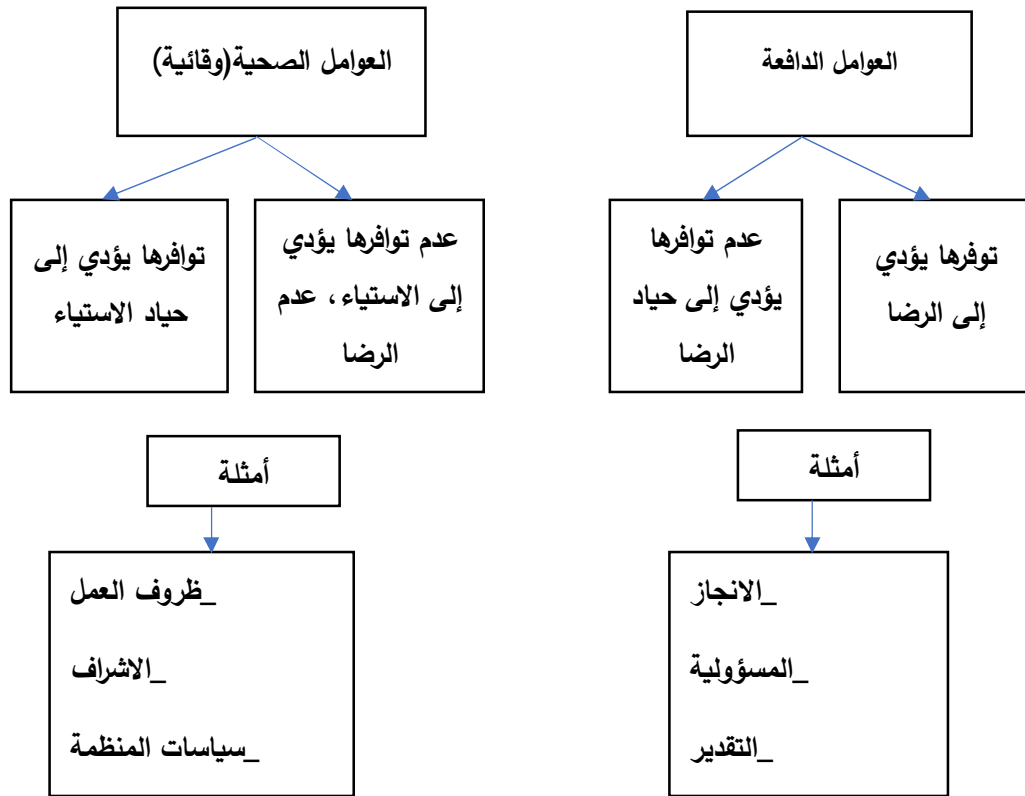 العوامل الدافعة
العوامل الصحية(وقائية)
توفرها يؤدي
إلى الرضا
عدم توافرها
يؤدي إلى حياد
الرضا
عدم توافرها يؤدي
إلى الاستياء، عدم
الرضا
توافرها يؤدي إلى
حياد الاستياء
أمثلة
أمثلة
_الانجاز
_المسؤولية
_التقدير
_ظروف العمل
_الاشراف
_سياسات المنظمة